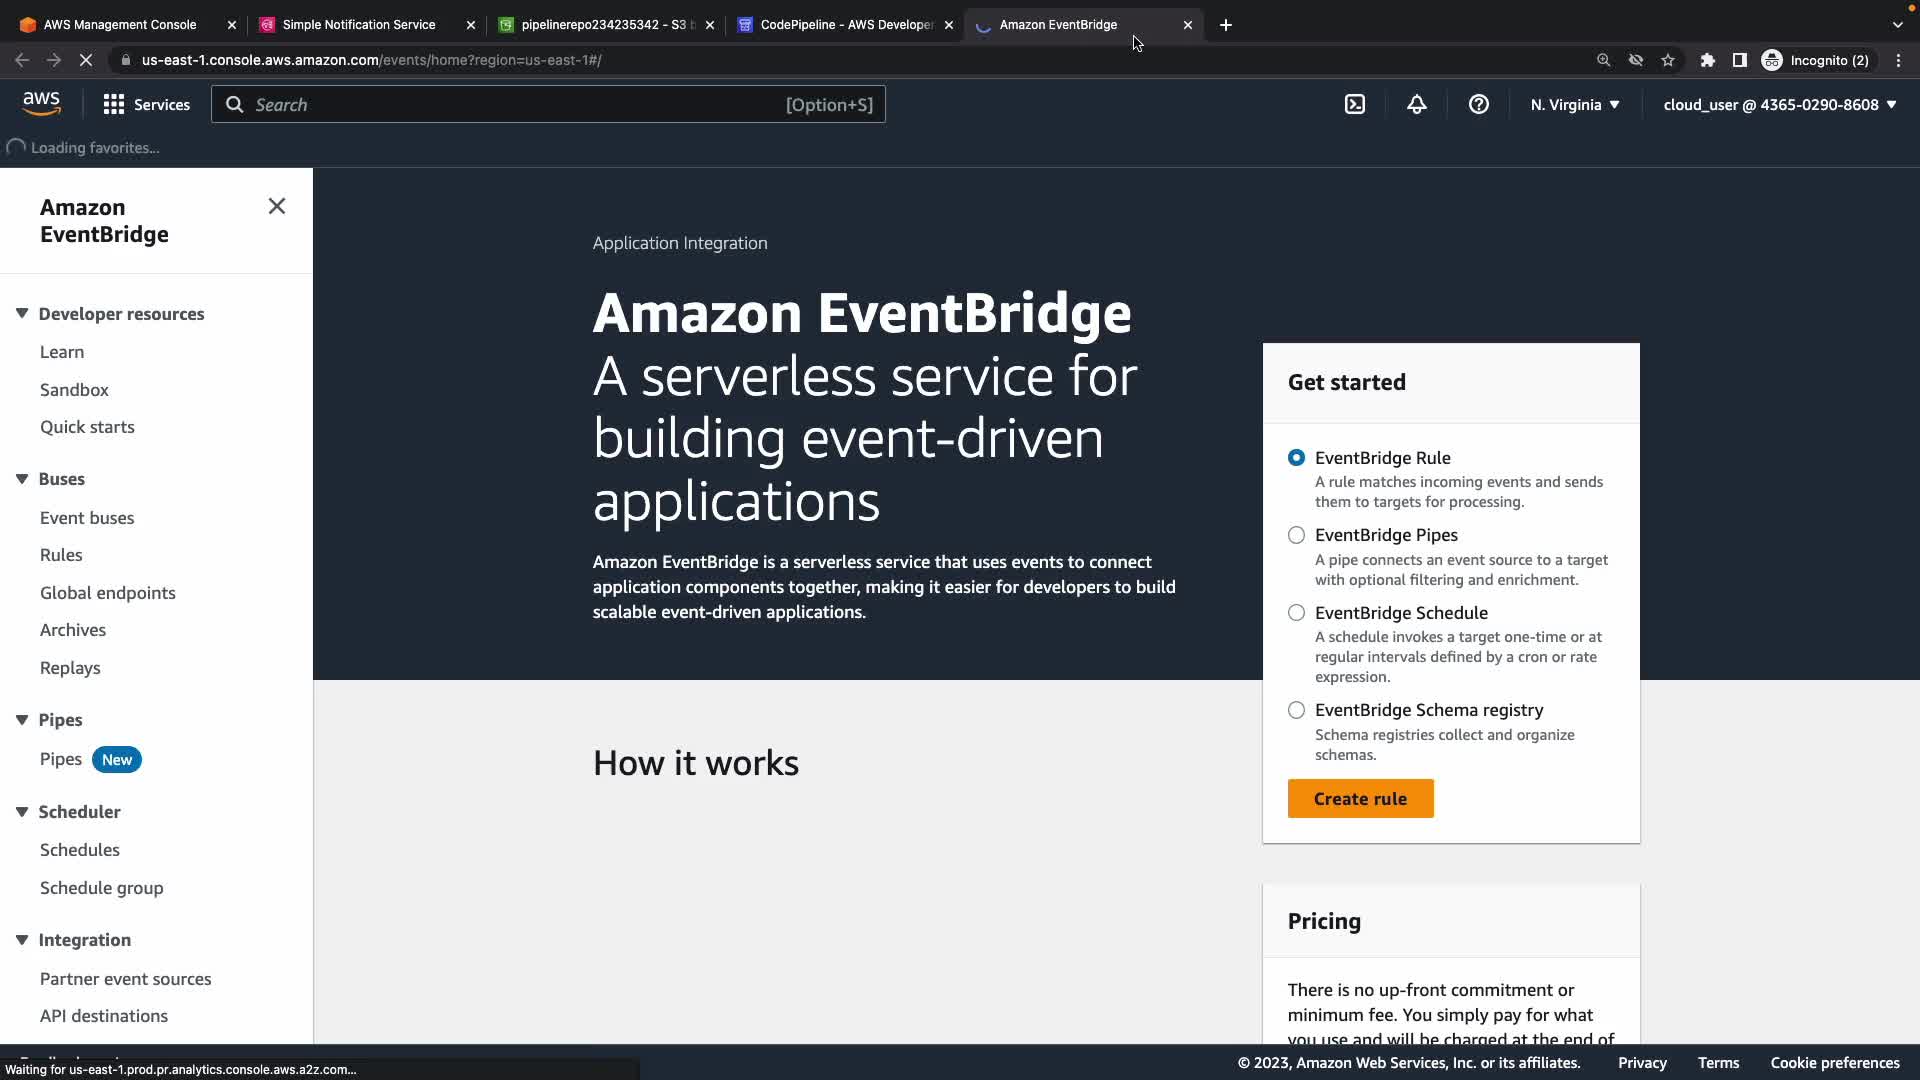 AWS Management Console
Simple Notification Service
pipelinerepo234235342 - S3 b
CodePipeline - AWS Develope
Amazon EventBridge
us-east-1.console.aws.amazon.com/events/home?region=us-east-1#/
Incognito (2)
aws
Services
Search
[Option+S]
N. Virginia
cloud_user @ 4365-0290-8608
Loading favorites...
Amazon
EventBridge
Developer resources
Learn
Sandbox
Quick starts
Buses
Event buses
Rules
Global endpoints
Archives
Replays
Pipes
Pipes New
Scheduler
Schedules
Schedule group
Integration
Partner event sources
API destinations
Application Integration
Amazon EventBridge
A serverless service for
building event-driven
applications
Amazon EventBridge is a serverless service that uses events to connect
application components together, making it easier for developers to build
scalable event-driven applications.
How it works
Get started
EventBridge Rule
A rule matches incoming events and sends
them to targets for processing.
EventBridge Pipes
A pipe connects an event source to a target
with optional filtering and enrichment.
EventBridge Schedule
A schedule invokes a target one-time or at
regular intervals defined by a cron or rate
expression.
EventBridge Schema registry
Schema registries collect and organize
schemas.
Create rule
Pricing
There is no up-front commitment or
minimum fee. You simply pay for what
you use and will be charged at the end of
Waiting for us-east-1.prod.pr.analytics.console.aws.a2z.com...
© 2023, Amazon Web Services, Inc. or its affiliates.
Privacy
Terms
Cookie preferences